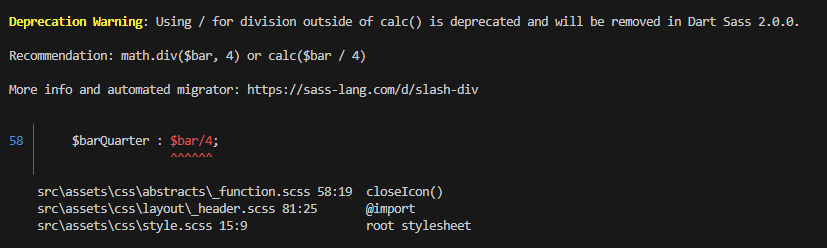 Deprecation Warning: Using / for division outside of calc() is deprecated and will be removed in Dart Sass 2.0.0.
Recommendation: math.div($bar, 4) or calc($bar / 4)
More info and automated migrator: https://sass-lang.com/d/slash-div
58 │ $barQuarter : $bar/4;
^^^^^^
src\assets\css\abstracts\_function.scss 58:19 closeIcon()
src\assets\css\layout\_header.scss 81:25 @import
src\assets\css\style.scss 15:9 root stylesheet